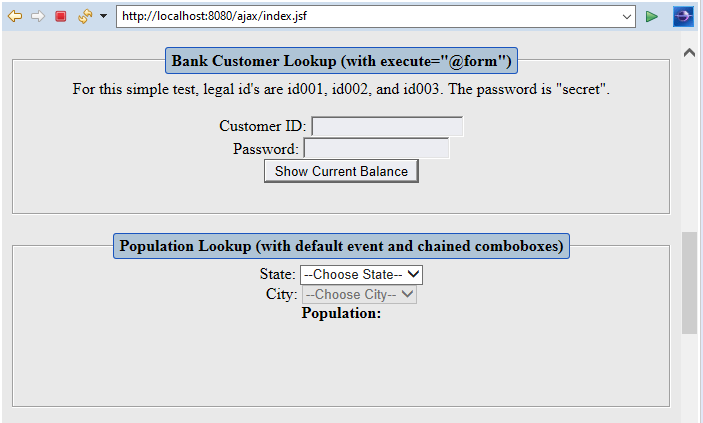 http://localhost:8080/ajax/index.jsf
Bank Customer Lookup (with execute="@form")
For this simple test, legal id's are id001, id002, and id003. The password is "secret".
Customer ID:
Password:
Show Current Balance
Population Lookup (with default event and chained comboboxes)
State: --Choose State--
City: --Choose City--
Population: